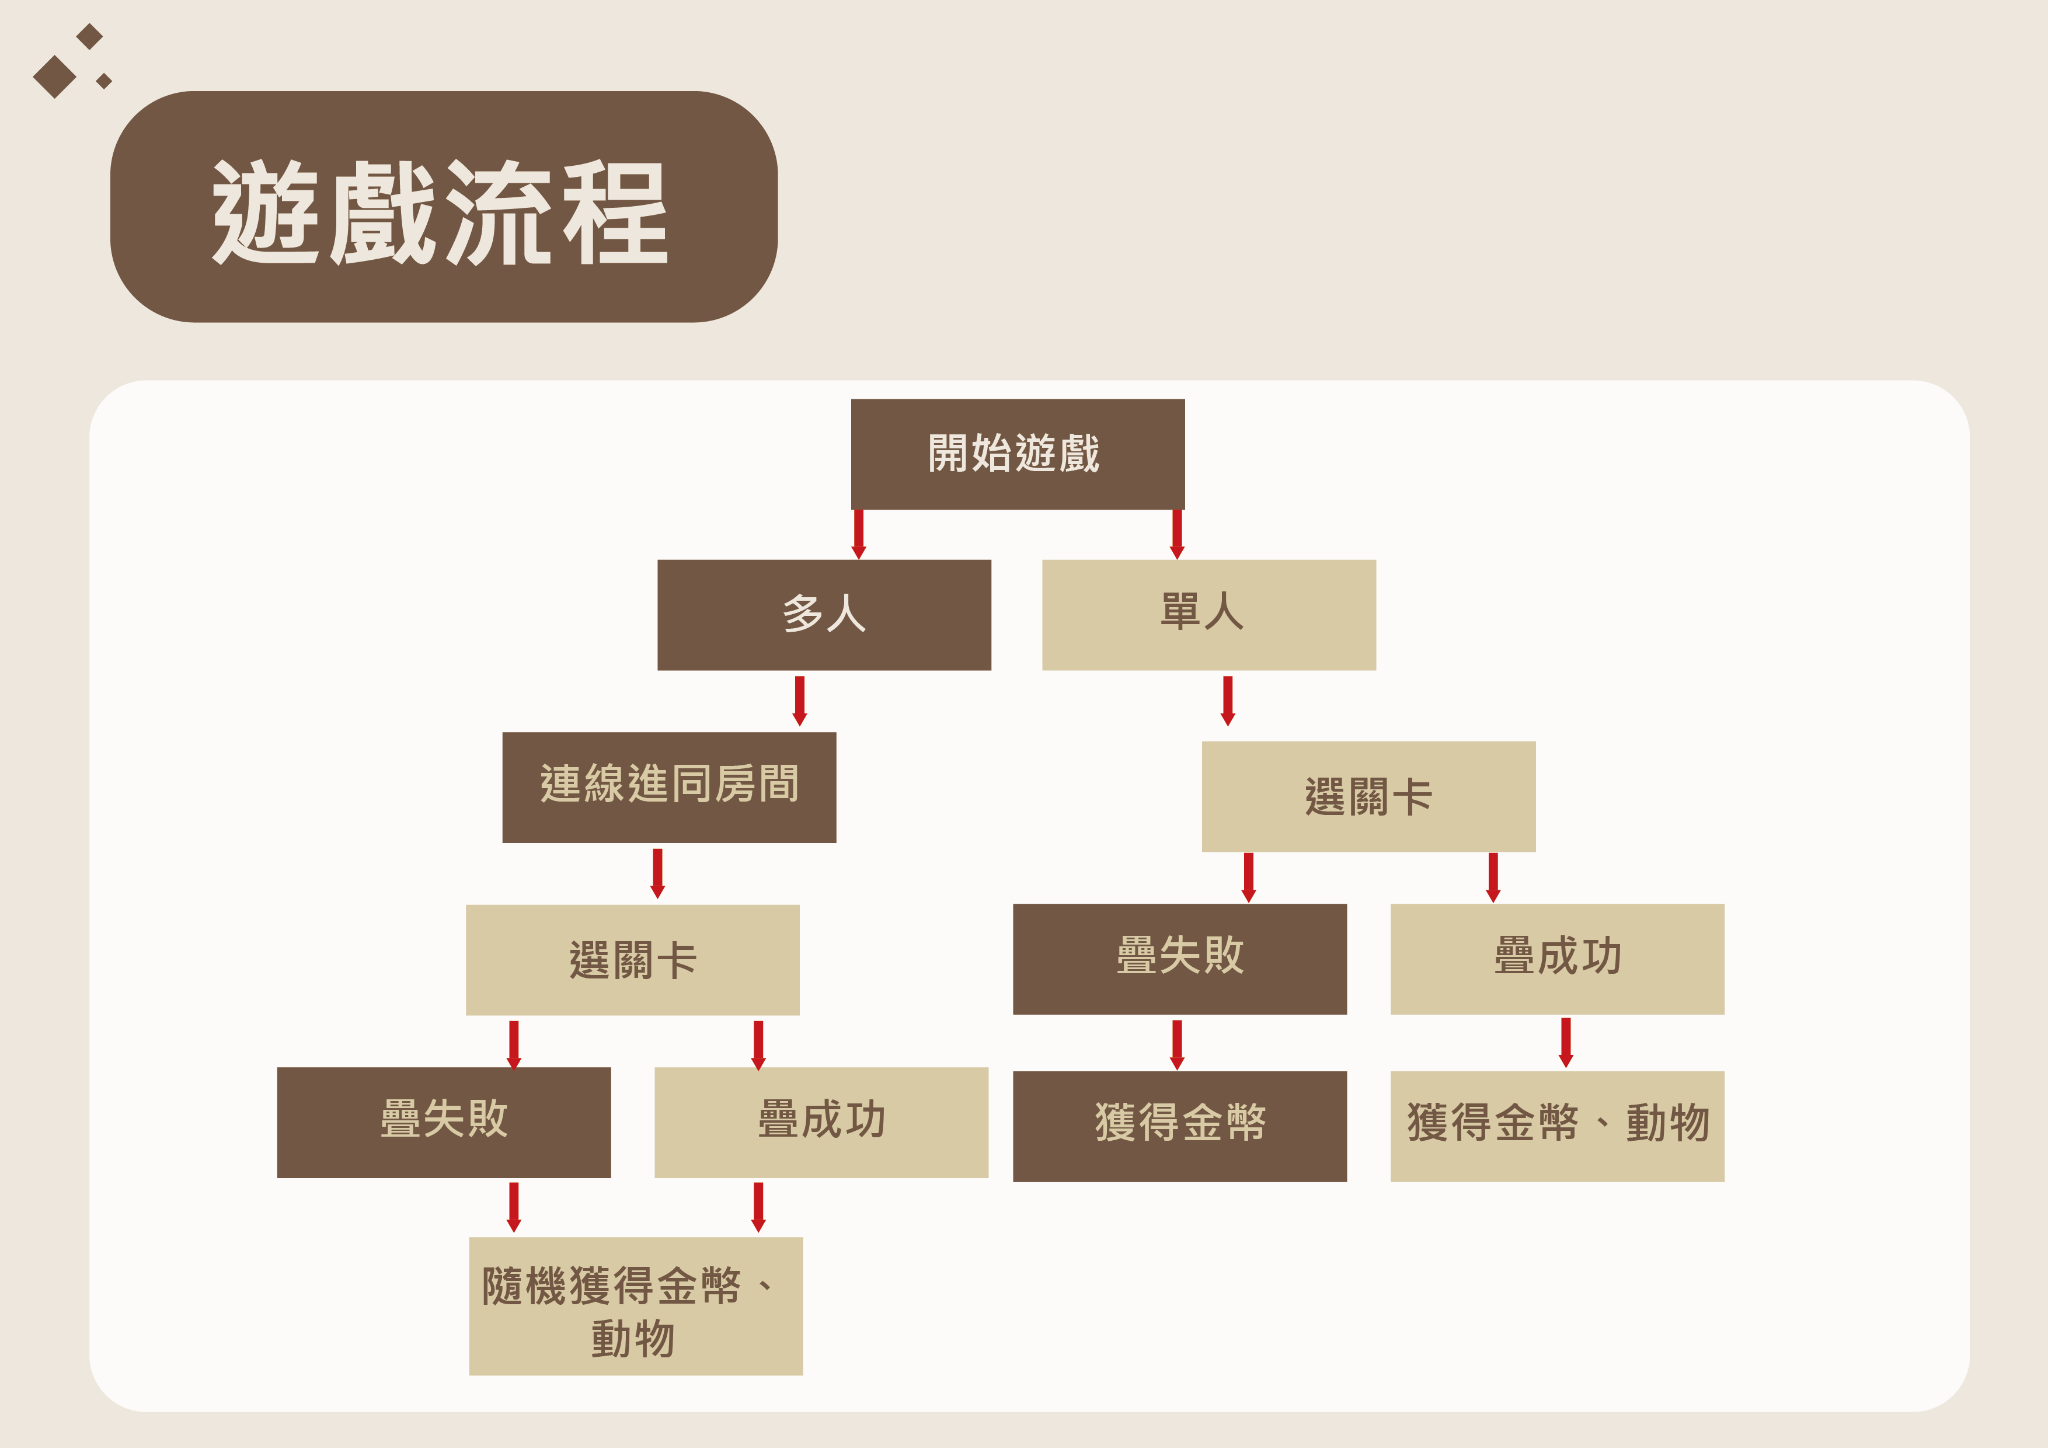 遊戲流程
開始遊戲
多人
單人
連線進同房間
選關卡
選關卡
疊失敗
疊成功
疊失敗
疊成功
獲得金幣
獲得金幣、動物
隨機獲得金幣、
動物